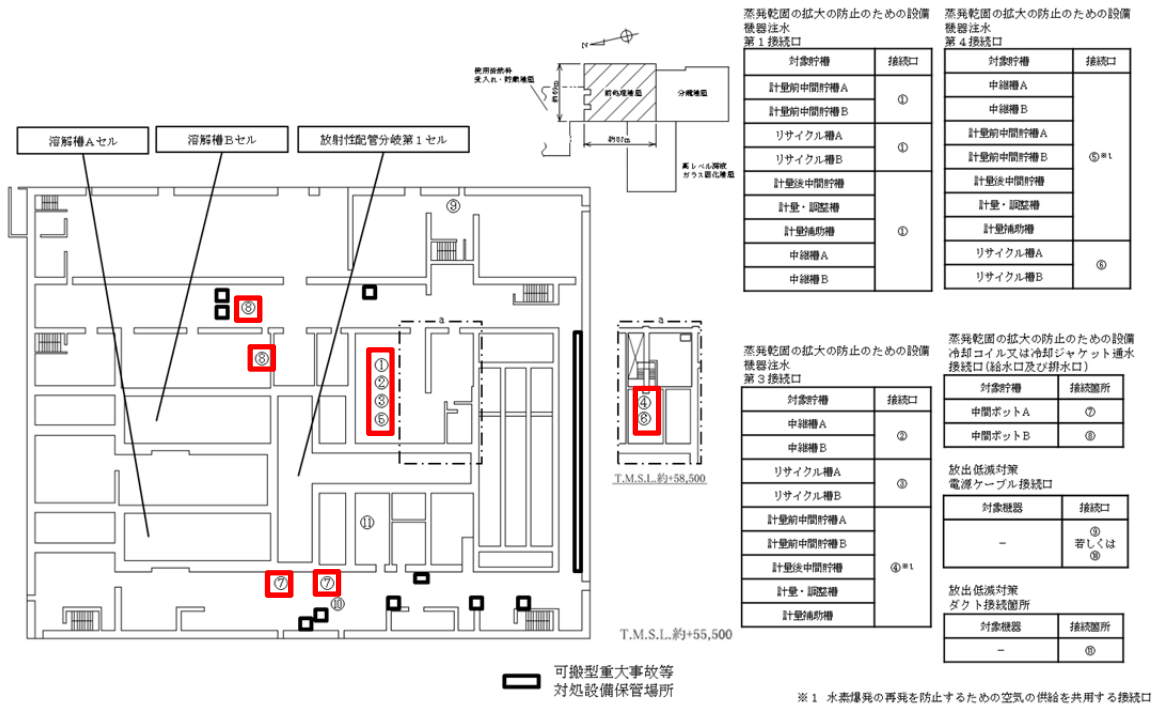 溶解槽Aセル
溶解槽Bセル
放射性配管分岐第1セル
N
使用済燃料
受入れ・貯蔵建屋
約69m
前処理建屋
分離建屋
約87m
高レベル廃液
ガラス固化建屋
⑨
⑧
⑧
①
②
③
⑤
a
a
④
⑥
T.M.S.L.約+58,500
⑪
⑦
⑦
⑩
T.M.S.L.約+55,500
可搬型重大事故等
対処設備保管場所
蒸発乾固の拡大の防止のための設備
機器注水
第1接続口
対象貯槽 接続口
計量前中間貯槽A
計量前中間貯槽B
①
リサイクル槽A
リサイクル槽B
①
計量後中間貯槽
計量・調整槽
計量補助槽
中継槽A
中継槽B
①
蒸発乾固の拡大の防止のための設備
機器注水
第4接続口
対象貯槽 接続口
中継槽A
中継槽B
計量前中間貯槽A
計量前中間貯槽B
計量後中間貯槽
計量・調整槽
計量補助槽
⑤※1
リサイクル槽A
リサイクル槽B
⑥
蒸発乾固の拡大の防止のための設備
機器注水
第3接続口
対象貯槽 接続口
中継槽A
中継槽B
②
リサイクル槽A
リサイクル槽B
③
計量前中間貯槽A
計量前中間貯槽B
計量後中間貯槽
計量・調整槽
計量補助槽
④※1
蒸発乾固の拡大の防止のための設備
冷却コイル又は冷却ジャケット通水
接続口(給水口及び排水口)
対象貯槽 接続箇所
中間ポットA ⑦
中間ポットB ⑧
放出低減対策
電源ケーブル接続口
対象機器 接続口
－
⑨
若しくは
⑩
放出低減対策
ダクト接続箇所
対象機器 接続箇所
－ ⑪
※1 水素爆発の再発を防止するための空気の供給を共用する接続口